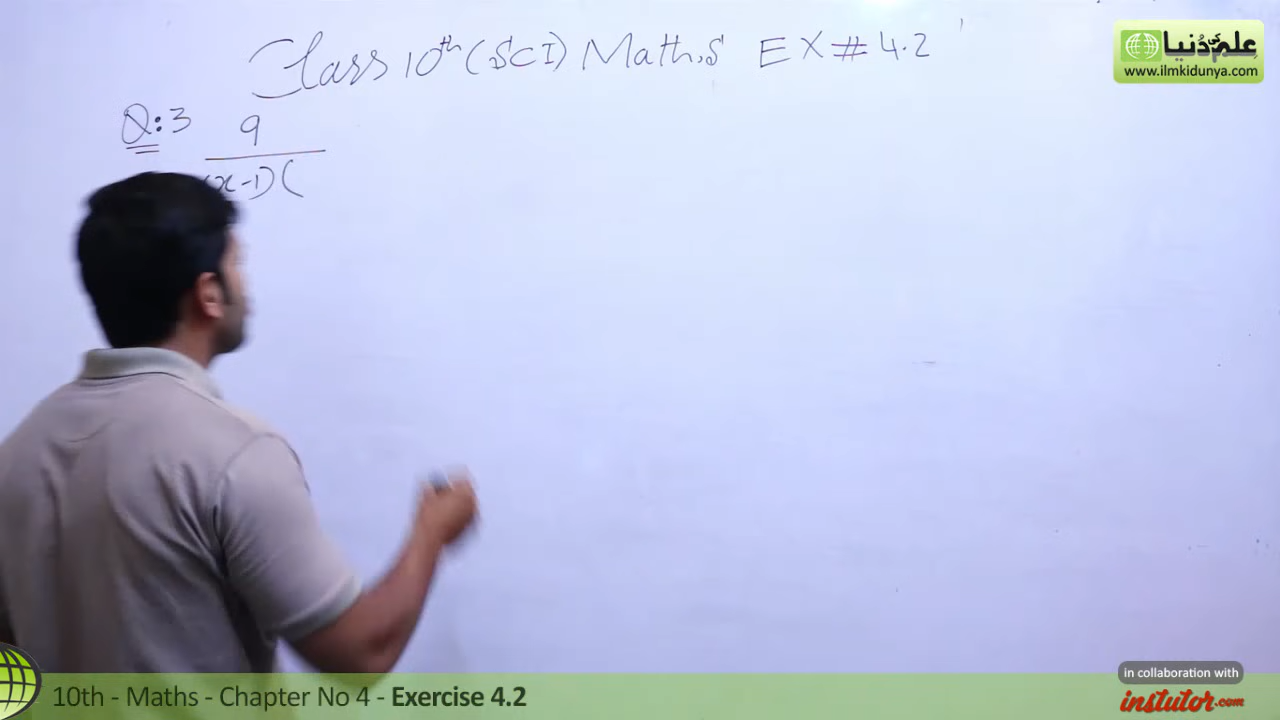 Class 10th (SCI) Maths EX # 4.2
Q:3 9
(x-1)(
علم کی دُنیا
www.ilmkidunya.com
10th - Maths - Chapter No 4 - Exercise 4.2
in collaboration with
instutor.com